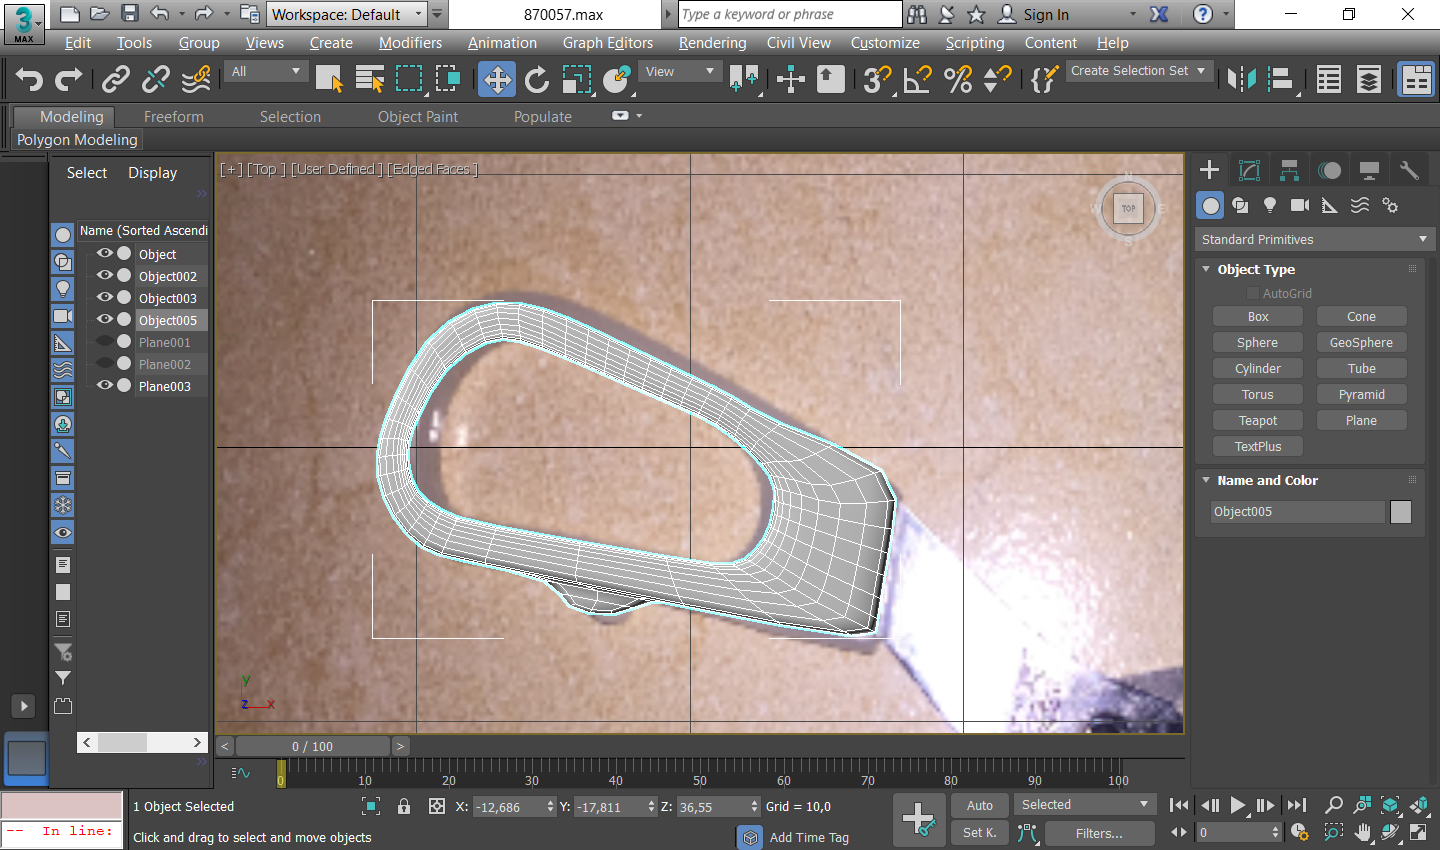 Workspace: Default
870057.max
Type a keyword or phrase
Sign In
MAX
Edit Tools Group Views Create Modifiers Animation Graph Editors Rendering Civil View Customize Scripting Content Help
All
View
Create Selection Set
Modeling Freeform Selection Object Paint Populate
Polygon Modeling
Select Display
[ + ] [Top ] [User Defined ] [Edged Faces ]
Name (Sorted Ascendi
Object
Object002
Object003
Object005
Plane001
Plane002
Plane003
N
W TOP E
S
y
z x
Standard Primitives
Object Type
AutoGrid
Box Cone
Sphere GeoSphere
Cylinder Tube
Torus Pyramid
Teapot Plane
TextPlus
Name and Color
Object005
< 0 / 100 >
0 10 20 30 40 50 60 70 80 90 100
1 Object Selected
X: -12,686 Y: -17,811 Z: 36,55 Grid = 10,0
Auto Selected
-- In line:
Click and drag to select and move objects
Add Time Tag
Set K. Filters... 0